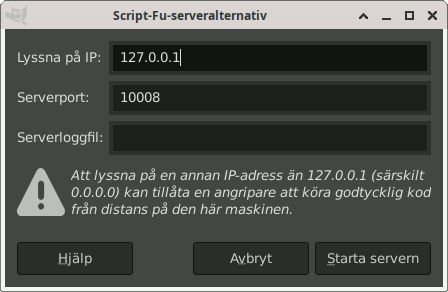 Script-Fu-serveralternativ
Lyssna på IP: 127.0.0.1
Serverport: 10008
Serverloggfil:
Att lyssna på en annan IP-adress än 127.0.0.1 (särskilt
0.0.0.0) kan tillåta en angripare att köra godtycklig kod
från distans på den här maskinen.
Hjälp Avbryt Starta servern